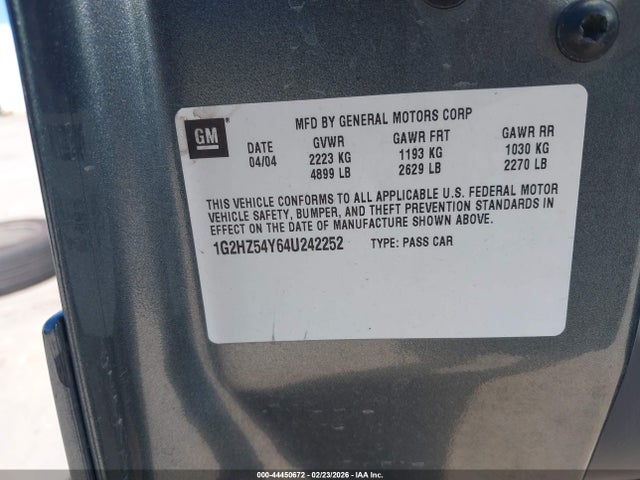 MFD BY GENERAL MOTORS CORP
GM
DATE GVWR GAWR FRT GAWR RR
04/04 2223 KG 1193 KG 1030 KG
4899 LB 2629 LB 2270 LB
THIS VEHICLE CONFORMS TO ALL APPLICABLE U.S. FEDERAL MOTOR
VEHICLE SAFETY, BUMPER, AND THEFT PREVENTION STANDARDS IN
EFFECT ON THE DATE OF MANUFACTURE SHOWN ABOVE.
1G2HZ54Y64U242252 TYPE: PASS CAR
000-44450672 - 02/23/2026 - IAA Inc.